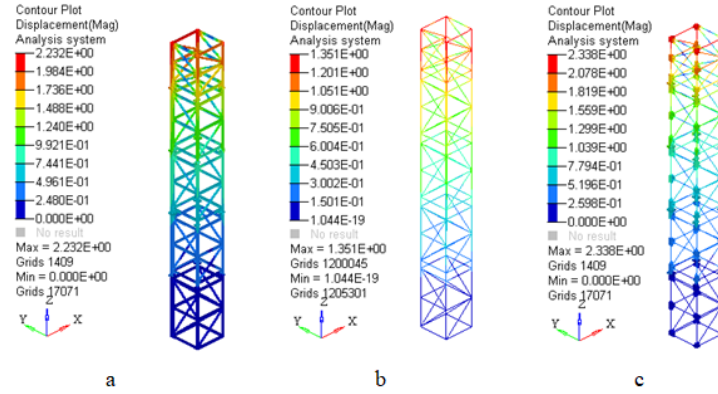 Contour Plot
Displacement(Mag)
Analysis system
2.232E+00
1.984E+00
1.736E+00
1.488E+00
1.240E+00
9.921E-01
7.441E-01
4.961E-01
2.480E-01
0.000E+00
No result
Max = 2.232E+00
Grids 1409
Min = 0.000E+00
Grids 17071
Z
Y
X
a
Contour Plot
Displacement(Mag)
Analysis system
1.351E+00
1.201E+00
1.051E+00
9.006E-01
7.505E-01
6.004E-01
4.503E-01
3.002E-01
1.501E-01
1.044E-19
No result
Max = 1.351E+00
Grids 1200045
Min = 1.044E-19
Grids 1205301
Z
Y
X
b
Contour Plot
Displacement(Mag)
Analysis system
2.338E+00
2.078E+00
1.819E+00
1.559E+00
1.299E+00
1.039E+00
7.794E-01
5.196E-01
2.598E-01
0.000E+00
No result
Max = 2.338E+00
Grids 1409
Min = 0.000E+00
Grids 17071
Z
Y
X
c